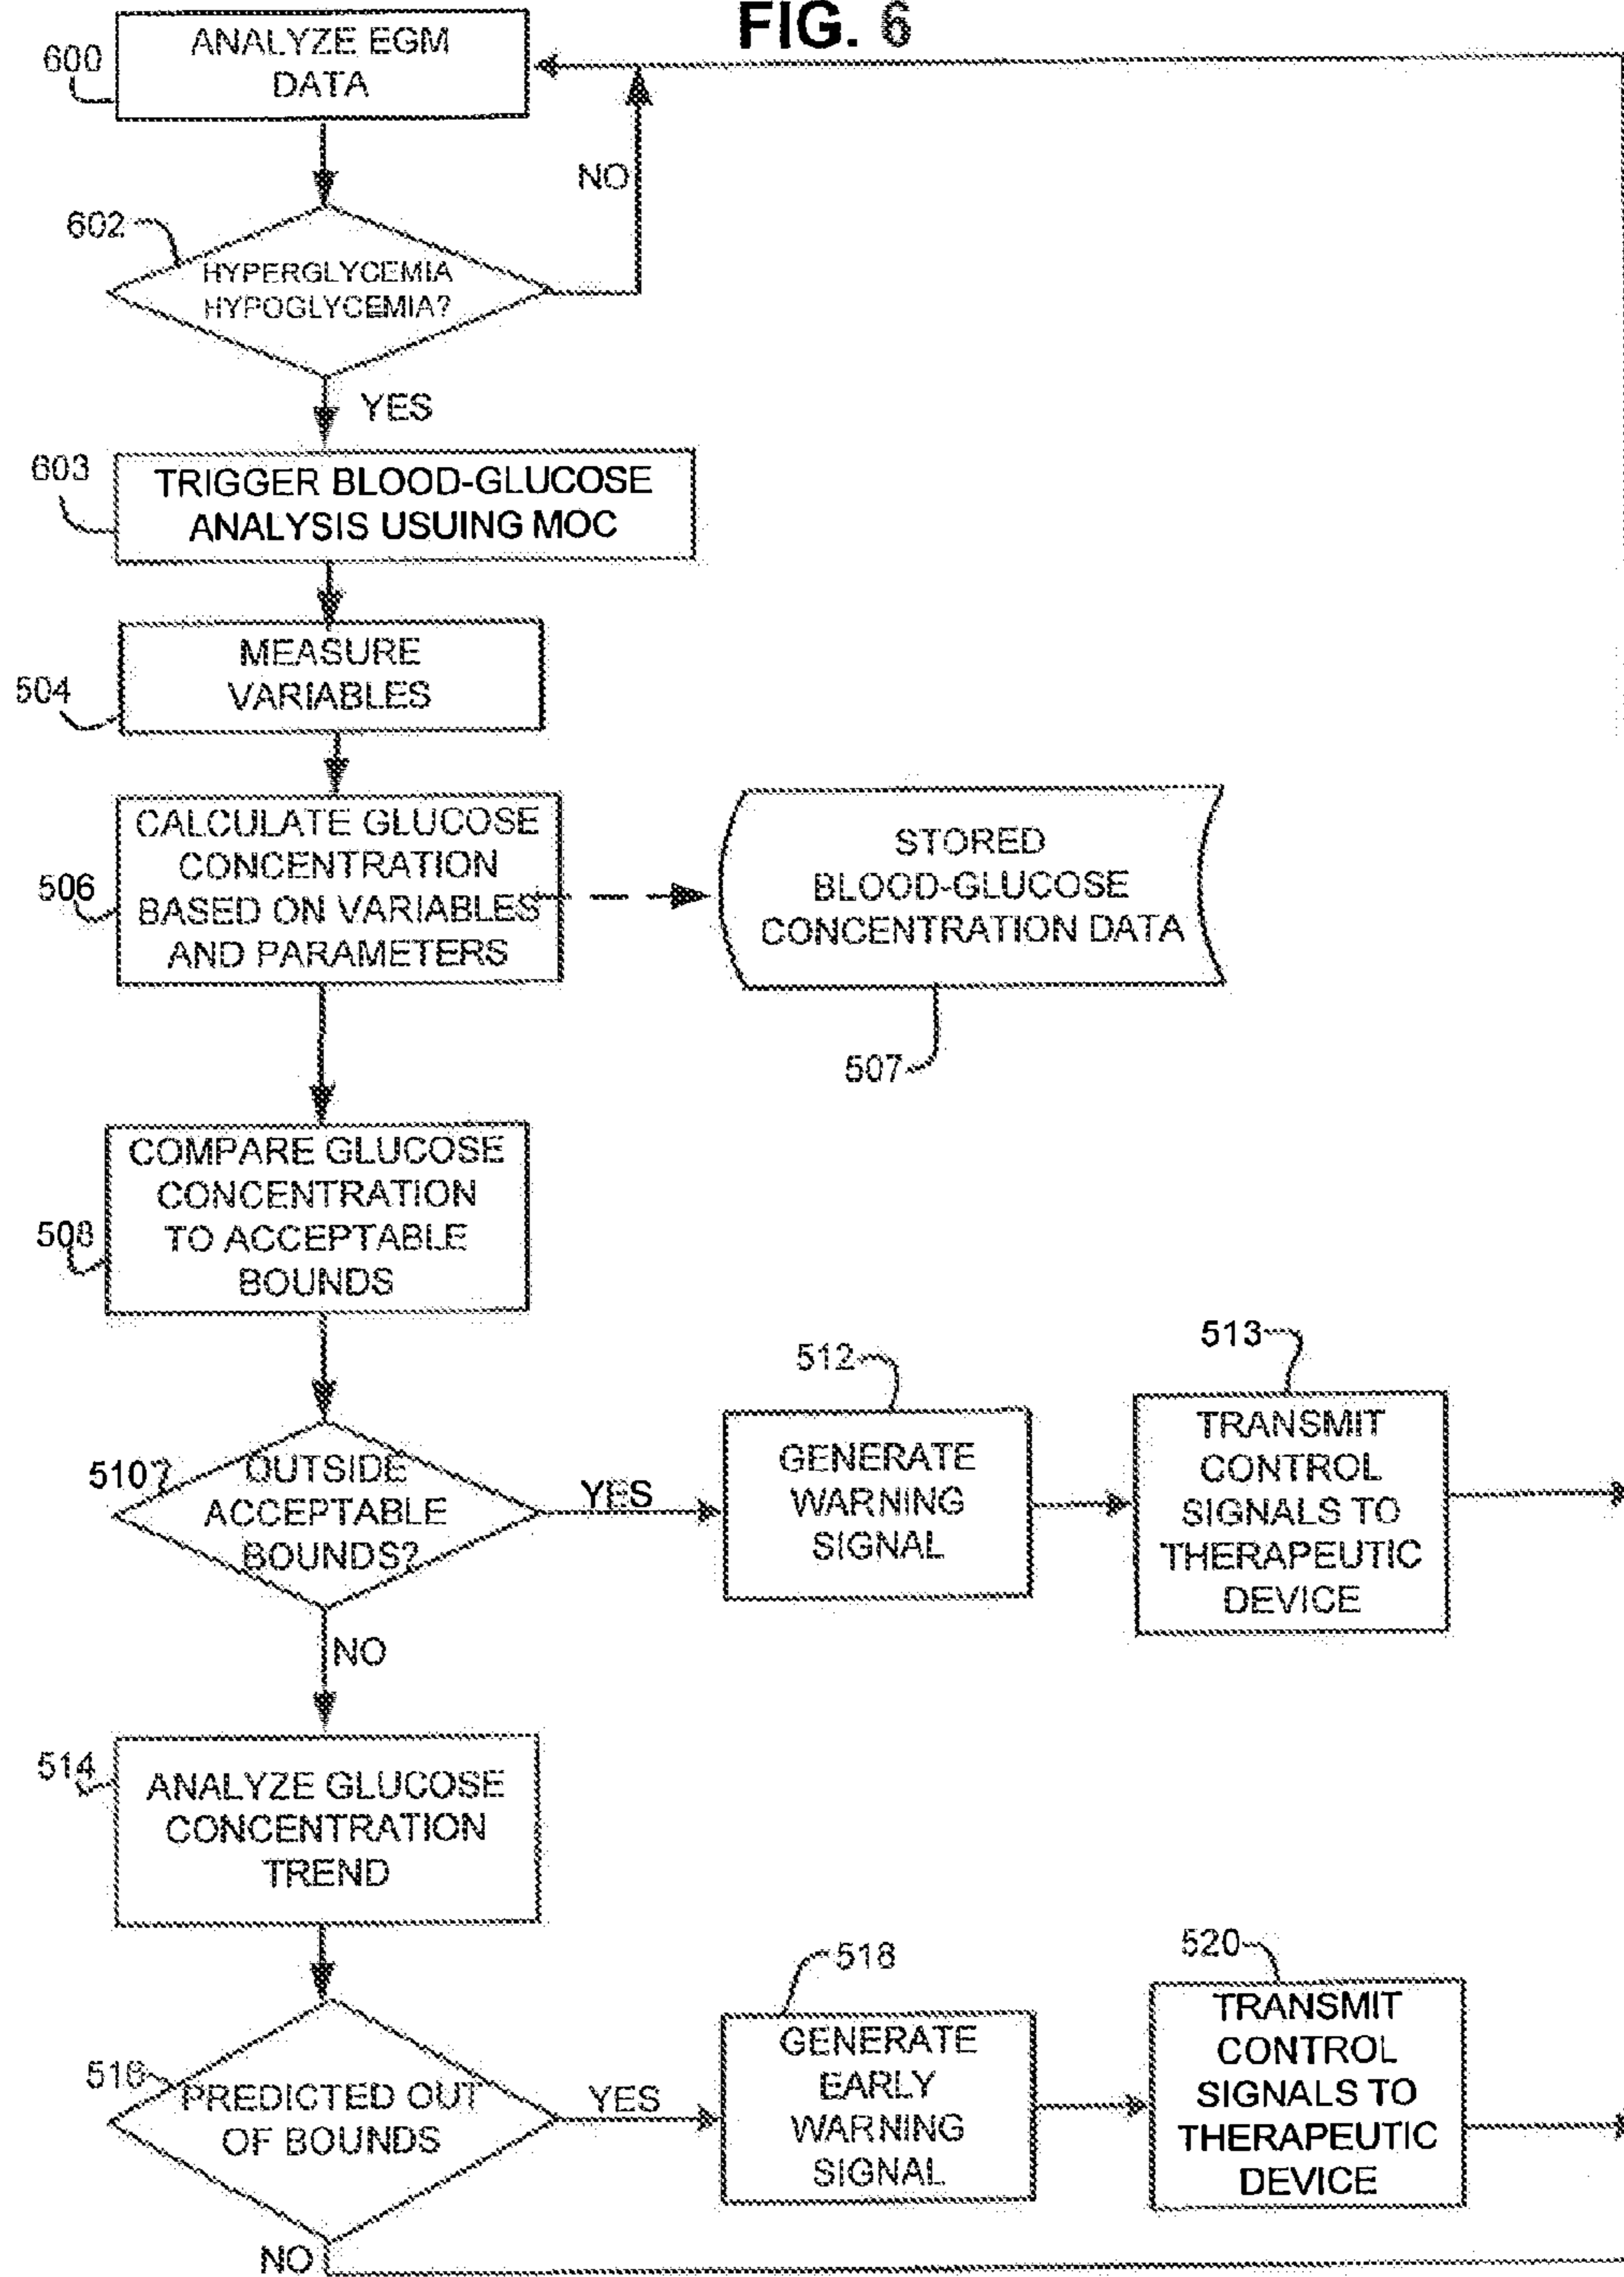 FIG. 6
600
ANALYZE EGM
DATA
NO
602
HYPERGLYCEMIA
HYPOGLYCEMIA?
YES
603
TRIGGER BLOOD-GLUCOSE
ANALYSIS USUING MOC
504
MEASURE
VARIABLES
506
CALCULATE GLUCOSE
CONCENTRATION
BASED ON VARIABLES
AND PARAMETERS
STORED
BLOOD-GLUCOSE
CONCENTRATION DATA
507
508
COMPARE GLUCOSE
CONCENTRATION
TO ACCEPTABLE
BOUNDS
510
OUTSIDE
ACCEPTABLE
BOUNDS?
YES
512
GENERATE
WARNING
SIGNAL
513
TRANSMIT
CONTROL
SIGNALS TO
THERAPEUTIC
DEVICE
NO
514
ANALYZE GLUCOSE
CONCENTRATION
TREND
516
PREDICTED OUT
OF BOUNDS
YES
518
GENERATE
EARLY
WARNING
SIGNAL
520
TRANSMIT
CONTROL
SIGNALS TO
THERAPEUTIC
DEVICE
NO